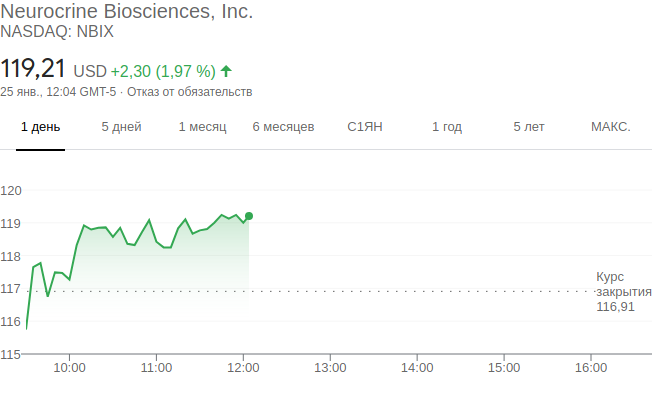 Neurocrine Biosciences, Inc.
NASDAQ: NBIX
119,21 USD +2,30 (1,97 %)
25 янв., 12:04 GMT-5 · Отказ от обязательств
1 день 5 дней 1 месяц 6 месяцев С1ЯН 1 год 5 лет МАКС.
120
119
118
117
116
115
Курс
закрытия
116,91
10:00 11:00 12:00 13:00 14:00 15:00 16:00